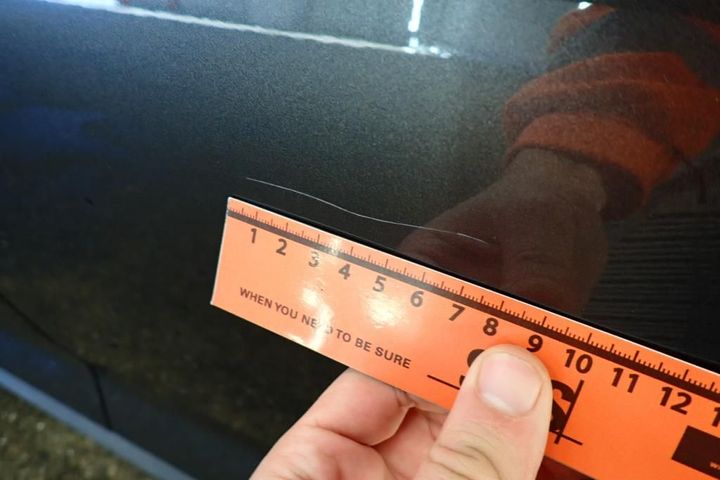 1 2 3 4 5 6 7 8 9 10 11 12
WHEN YOU NEED TO BE SURE